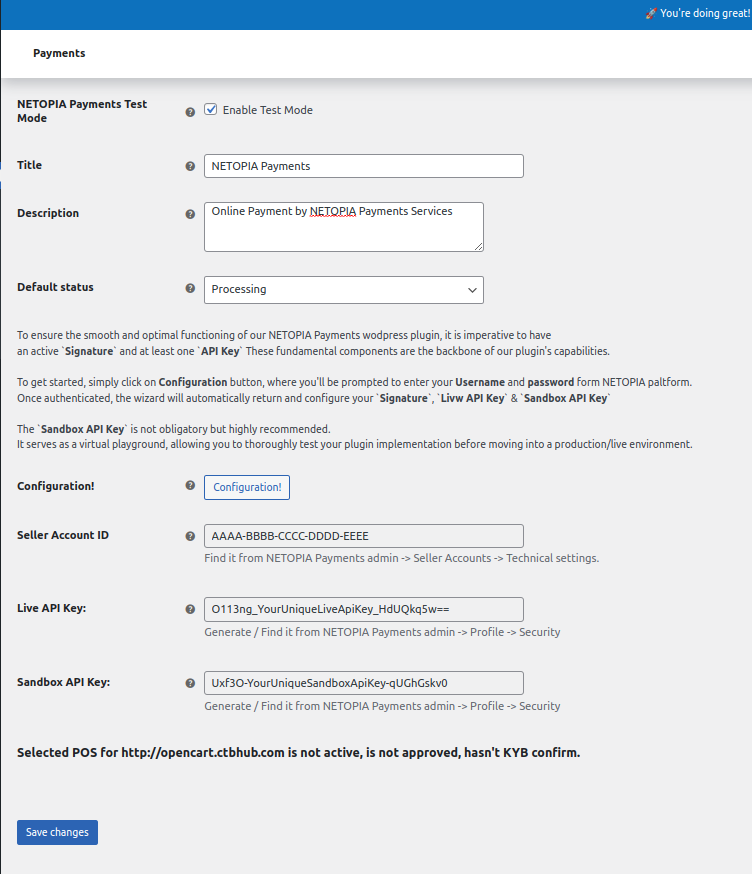 🚀 You're doing great!
Payments
NETOPIA Payments Test
Mode
Enable Test Mode
Title
NETOPIA Payments
Description
Online Payment by NETOPIA Payments Services
Default status
Processing
To ensure the smooth and optimal functioning of our NETOPIA Payments wodpress plugin, it is imperative to have
an active `Signature` and at least one `API Key` These fundamental components are the backbone of our plugin's capabilities.
To get started, simply click on Configuration button, where you'll be prompted to enter your Username and password form NETOPIA paltform.
Once authenticated, the wizard will automatically return and configure your `Signature`, `Livw API Key` & `Sandbox API Key`
The `Sandbox API Key` is not obligatory but highly recommended.
It serves as a virtual playground, allowing you to thoroughly test your plugin implementation before moving into a production/live environment.
Configuration!
Configuration!
Seller Account ID
AAAA-BBBB-CCCC-DDDD-EEEE
Find it from NETOPIA Payments admin -> Seller Accounts -> Technical settings.
Live API Key:
O113ng_YourUniqueLiveApiKey_HdUQkq5w==
Generate / Find it from NETOPIA Payments admin -> Profile -> Security
Sandbox API Key:
Uxf3O-YourUniqueSandboxApiKey-qUGhGskv0
Generate / Find it from NETOPIA Payments admin -> Profile -> Security
Selected POS for http://opencart.ctbhub.com is not active, is not approved, hasn't KYB confirm.
Save changes